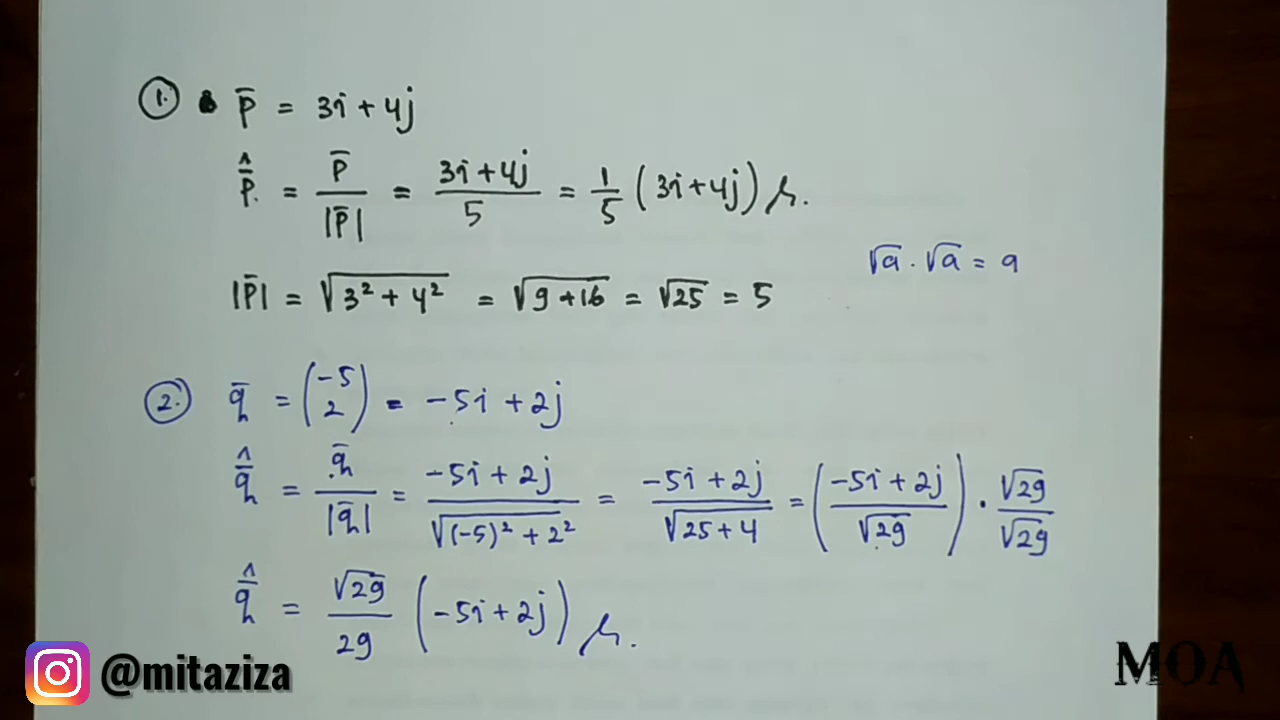 ① p̄ = 3i + 4j
p̄̂ = p̄ / |p̄| = (3i + 4j) / 5 = 1/5 (3i + 4j)
√a · √a = a
|p̄| = √(3² + 4²) = √(9 + 16) = √25 = 5
② q̄ = (-5 2) = -5i + 2j
q̄̂ = q̄ / |q̄| = (-5i + 2j) / √((-5)² + 2²) = (-5i + 2j) / √(25 + 4) = ((-5i + 2j) / √29) · √29 / √29
q̄̂ = √29 / 29 (-5i + 2j)
@mitaziza
MOA